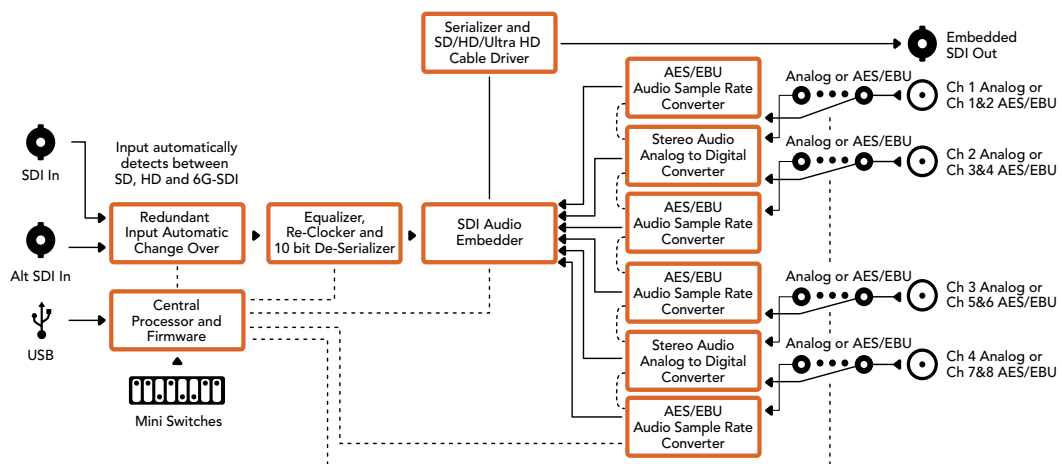 Serializer and
SD/HD/Ultra HD
Cable Driver
Embedded
SDI Out
AES/EBU
Audio Sample Rate
Converter
Analog or AES/EBU
Ch 1 Analog or
Ch 1&2 AES/EBU
SDI In
Input automatically
detects between
SD, HD and 6G-SDI
Stereo Audio
Analog to Digital
Converter
Analog or AES/EBU
Ch 2 Analog or
Ch 3&4 AES/EBU
Alt SDI In
Redundant
Input Automatic
Change Over
Equalizer,
Re-Clocker and
10 bit De-Serializer
SDI Audio
Embedder
AES/EBU
Audio Sample Rate
Converter
USB
Central
Processor and
Firmware
AES/EBU
Audio Sample Rate
Converter
Analog or AES/EBU
Ch 3 Analog or
Ch 5&6 AES/EBU
Stereo Audio
Analog to Digital
Converter
Analog or AES/EBU
Ch 4 Analog or
Ch 7&8 AES/EBU
Mini Switches
AES/EBU
Audio Sample Rate
Converter